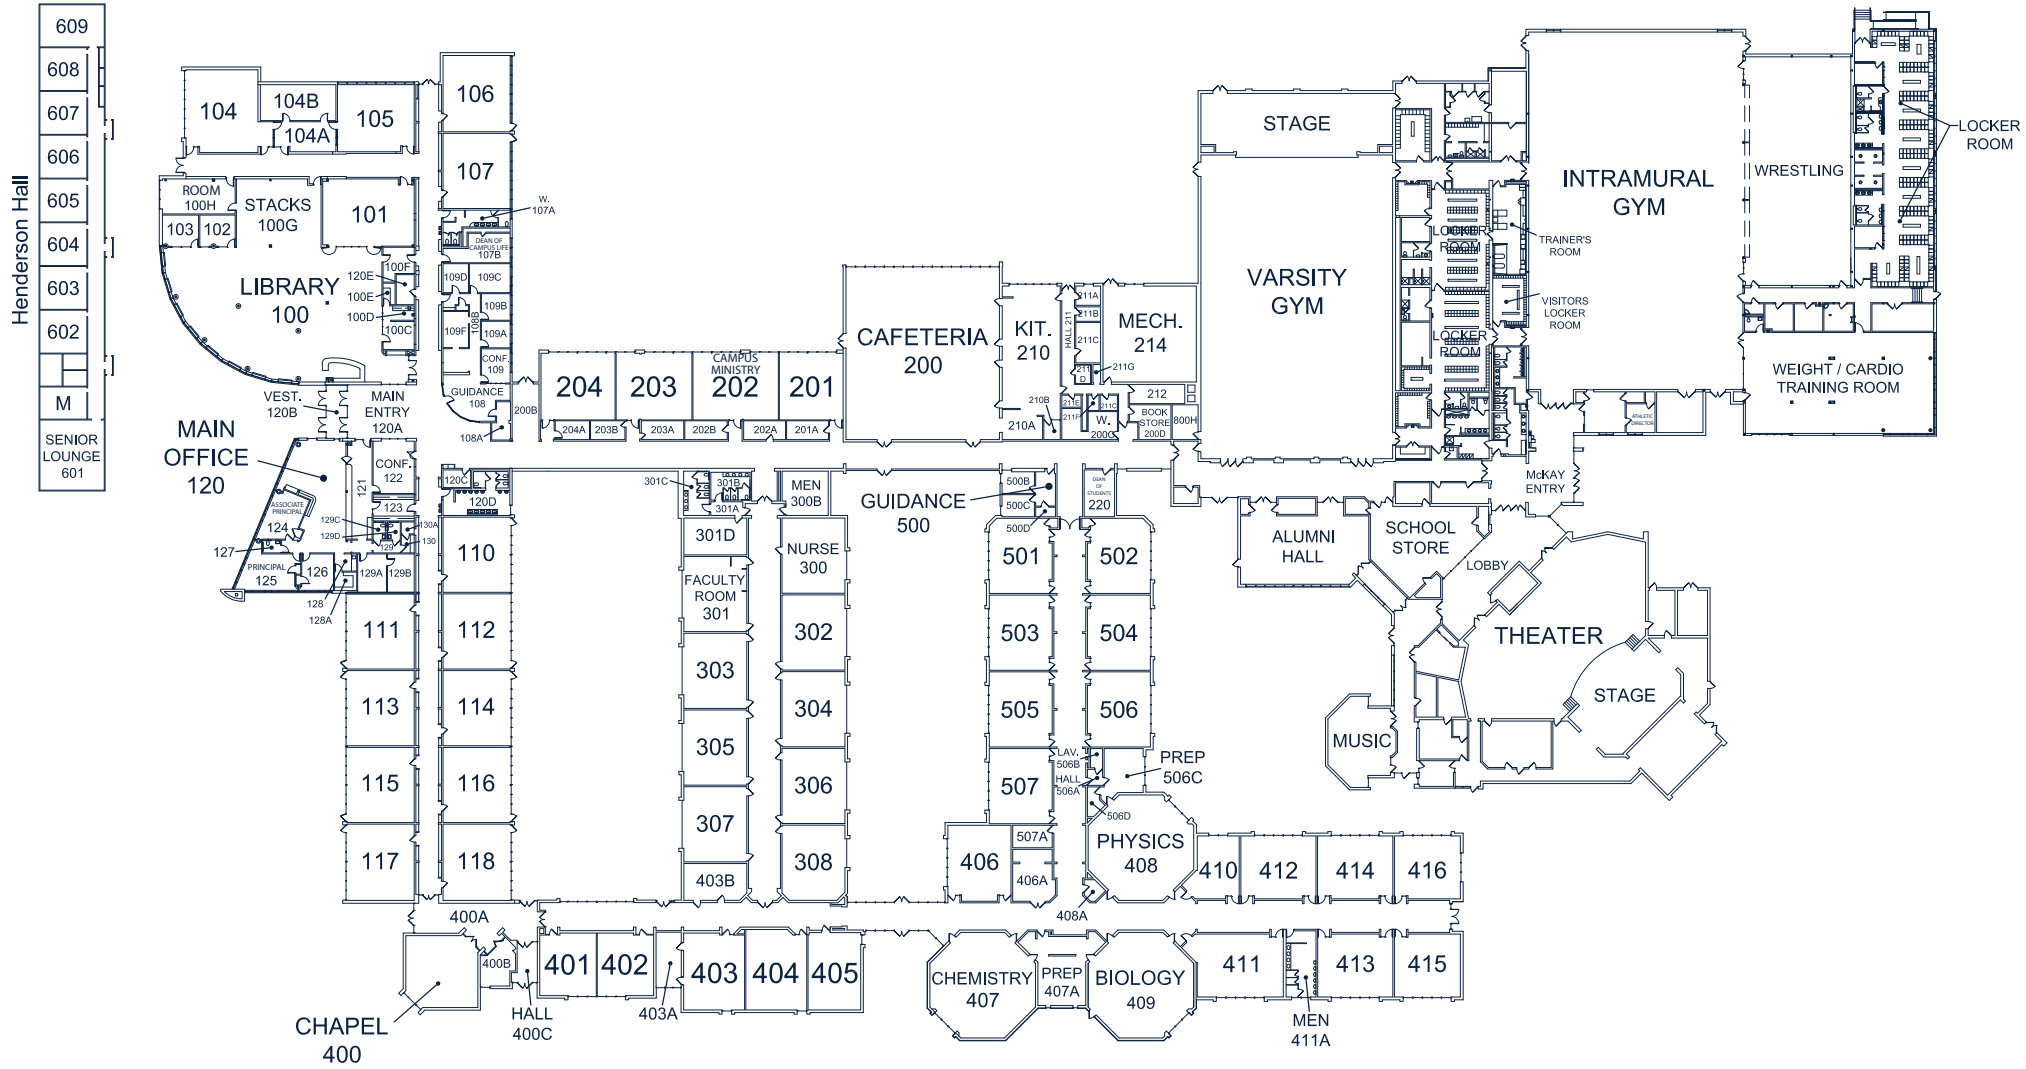 Henderson Hall
609
608
607
606
605
604
603
602
M
SENIOR
LOUNGE
601
104
104B
104A
105
106
107
ROOM
100H
STACKS
100G
101
103
102
W.
107A
DEAN OF
CAMPUS LIFE
107B
LIBRARY
100
100F
120E
100E
100D
100C
109D
109C
109B
109F
108B
109A
CONF.
109
GUIDANCE
108
108A
200B
VEST.
120B
MAIN
ENTRY
120A
MAIN
OFFICE
120
204
203
CAMPUS
MINISTRY
202
201
204A
203B
203A
202B
202A
201A
CAFETERIA
200
KIT.
210
HALL 211
211A
211B
211C
211
D
211G
MECH.
214
212
210B
210A
211E
211F
211C
W.
200C
BOOK
STORE
200D
800H
STAGE
VARSITY
GYM
LOCKER
ROOM
LOCKER
ROOM
TRAINER'S
ROOM
VISITORS
LOCKER
ROOM
INTRAMURAL
GYM
WRESTLING
LOCKER
ROOM
WEIGHT / CARDIO
TRAINING ROOM
ATHLETIC
DIRECTOR
McKAY
ENTRY
121
CONF.
122
123
ASSOCIATE
PRINCIPAL
124
129C
129D
129
130A
130
127
PRINCIPAL
125
126
129A
129B
128
128A
120C
120D
110
111
112
113
114
115
116
117
118
301C
301B
301A
301D
FACULTY
ROOM
301
303
305
307
403B
MEN
300B
NURSE
300
302
304
306
308
GUIDANCE
500
500B
500C
500D
DEAN
OF
STUDENTS
220
501
502
503
504
505
506
507
LAV.
506B
HALL
506A
PREP
506C
506D
507A
406
406A
PHYSICS
408
408A
410
412
414
416
ALUMNI
HALL
SCHOOL
STORE
LOBBY
THEATER
STAGE
MUSIC
400A
400B
CHAPEL
400
HALL
400C
401
402
403A
403
404
405
CHEMISTRY
407
PREP
407A
BIOLOGY
409
411
MEN
411A
413
415